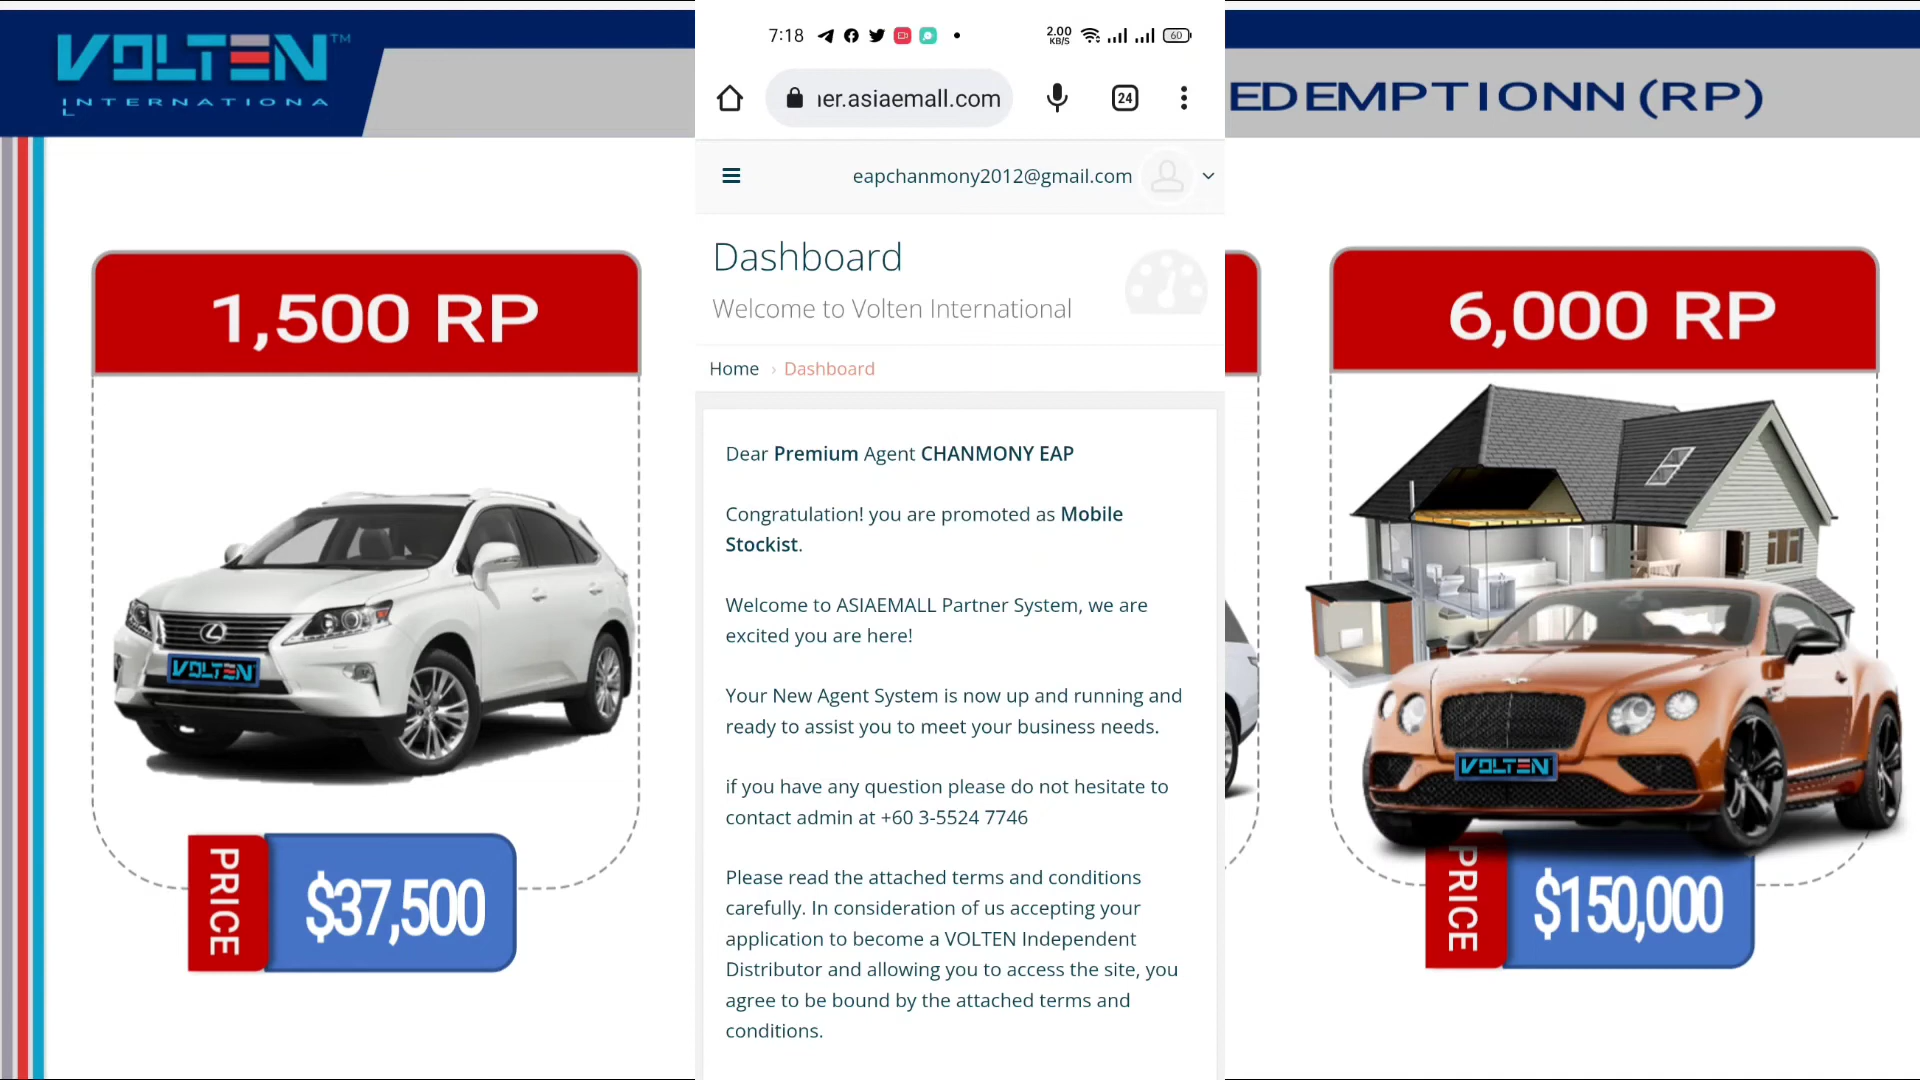 VOLTEN™
INTERNATIONA
L
EDEMPTIONN (RP)
1,500 RP
VOLTEN
PRICE
$37,500
7:18
2.00
KB/S
60
ıer.asiaemall.com
24
eapchanmony2012@gmail.com
Dashboard
Welcome to Volten International
Home › Dashboard
Dear Premium Agent CHANMONY EAP
Congratulation! you are promoted as Mobile
Stockist.
Welcome to ASIAEMALL Partner System, we are
excited you are here!
Your New Agent System is now up and running and
ready to assist you to meet your business needs.
if you have any question please do not hesitate to
contact admin at +60 3-5524 7746
Please read the attached terms and conditions
carefully. In consideration of us accepting your
application to become a VOLTEN Independent
Distributor and allowing you to access the site, you
agree to be bound by the attached terms and
conditions.
6,000 RP
VOLTEN
PRICE
$150,000